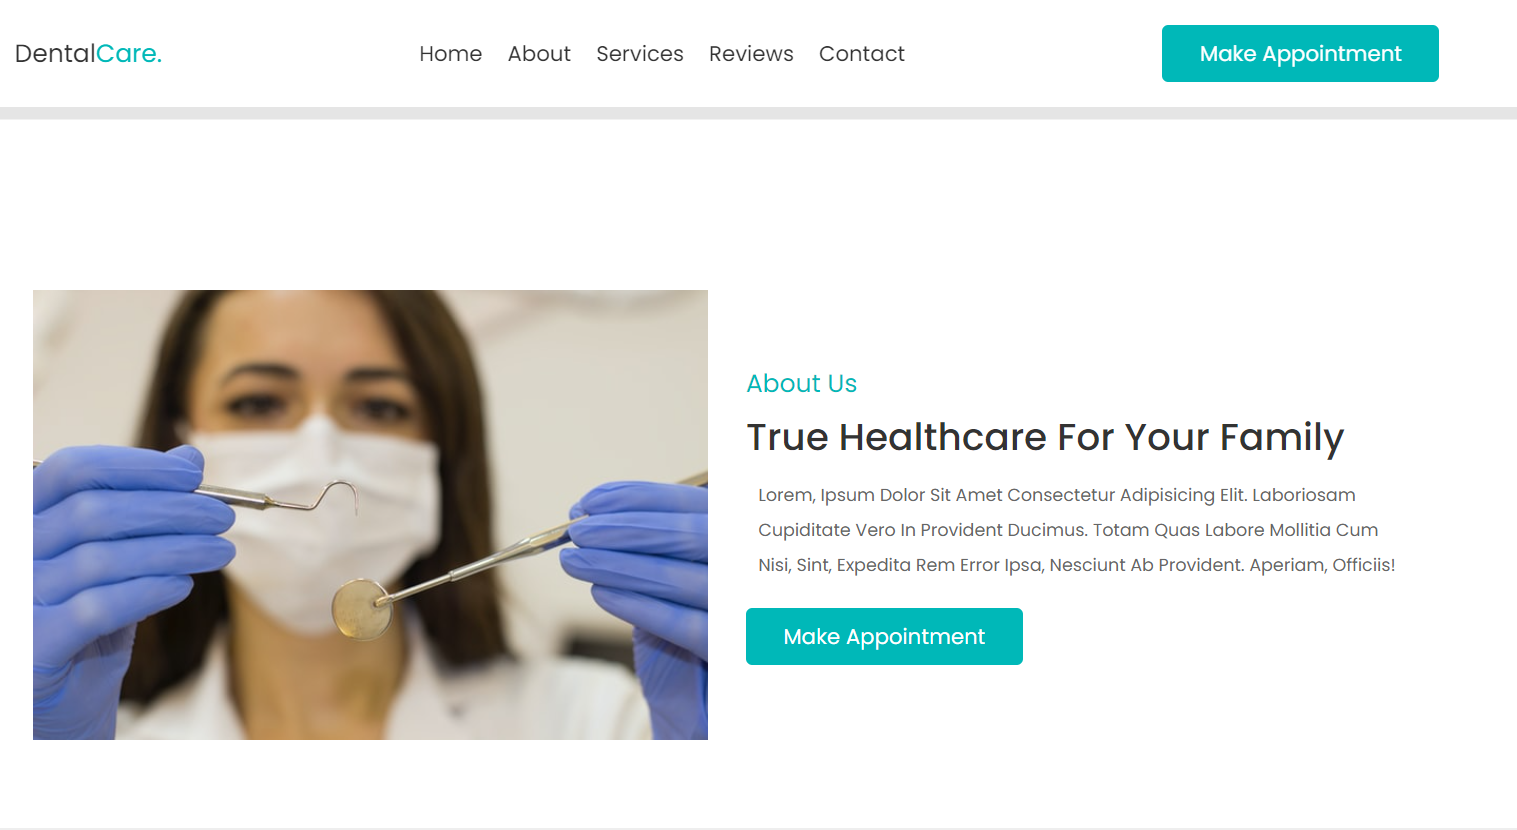 DentalCare.
Home About Services Reviews Contact
Make Appointment
About Us
True Healthcare For Your Family
Lorem, Ipsum Dolor Sit Amet Consectetur Adipisicing Elit. Laboriosam
Cupiditate Vero In Provident Ducimus. Totam Quas Labore Mollitia Cum
Nisi, Sint, Expedita Rem Error Ipsa, Nesciunt Ab Provident. Aperiam, Officiis!
Make Appointment